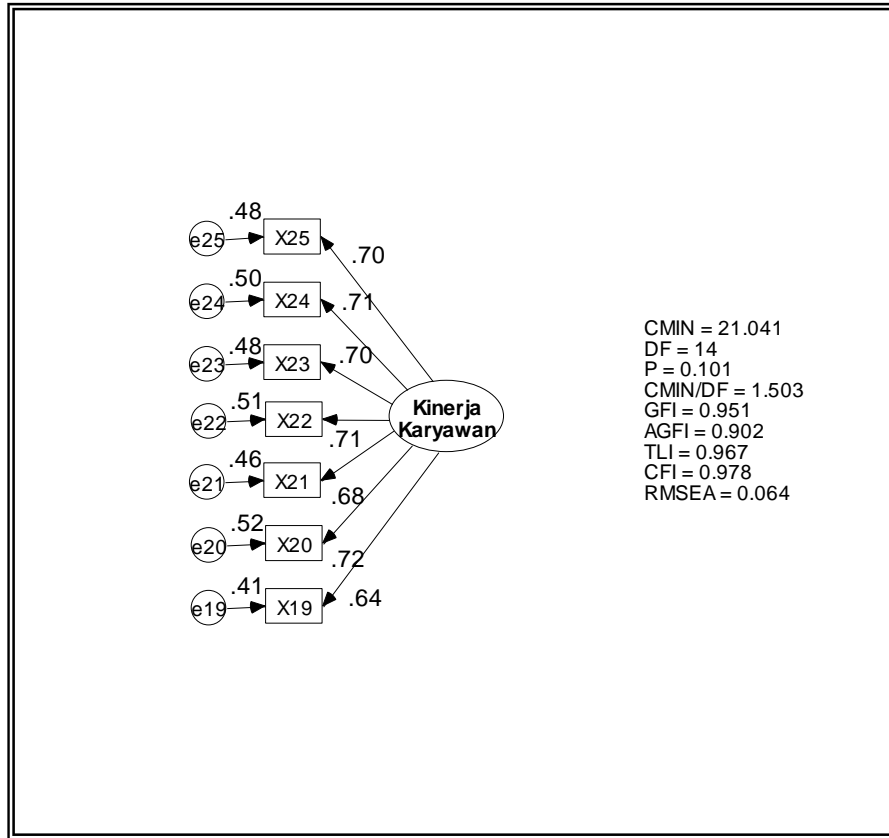 .48
e25
X25
.70
.50
e24
X24
.71
.48
e23
X23
.70
.51
e22
X22
.71
.46
e21
X21
.68
.52
e20
X20
.72
.41
e19
X19
.64
Kinerja
Karyawan
CMIN = 21.041
DF = 14
P = 0.101
CMIN/DF = 1.503
GFI = 0.951
AGFI = 0.902
TLI = 0.967
CFI = 0.978
RMSEA = 0.064